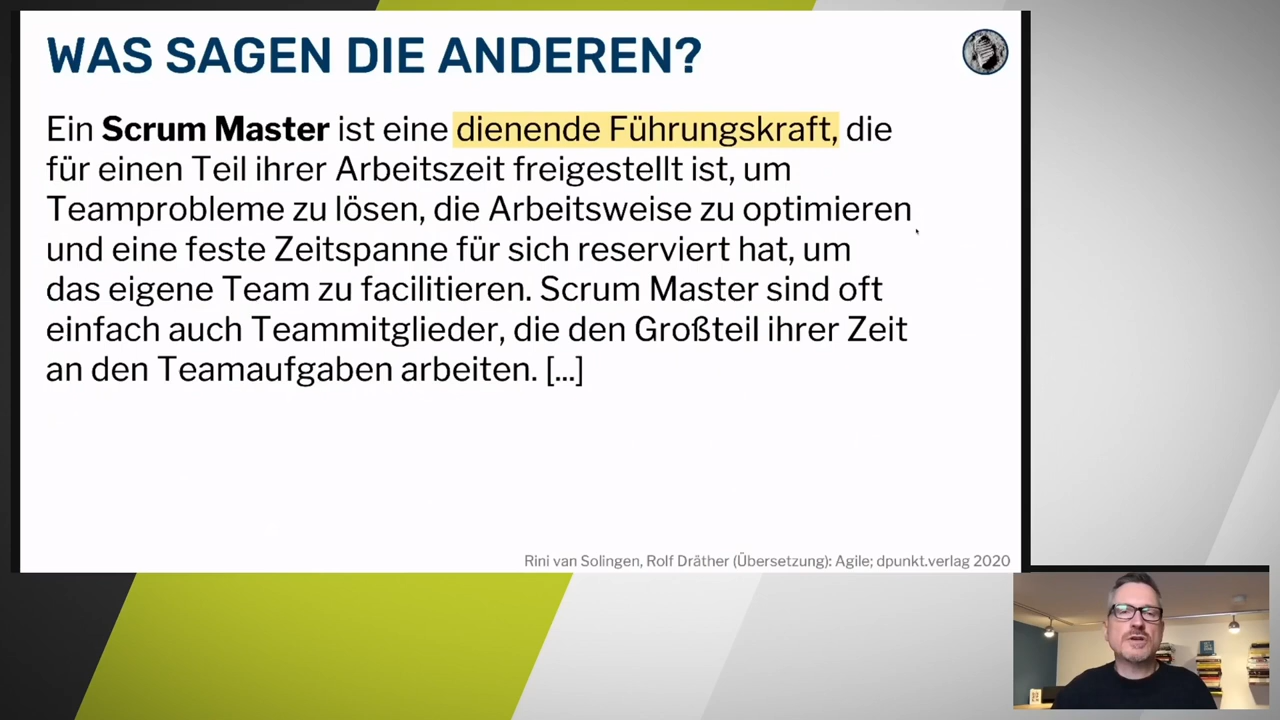 WAS SAGEN DIE ANDEREN?
Ein Scrum Master ist eine dienende Führungskraft, die
für einen Teil ihrer Arbeitszeit freigestellt ist, um
Teamprobleme zu lösen, die Arbeitsweise zu optimieren
und eine feste Zeitspanne für sich reserviert hat, um
das eigene Team zu facilitieren. Scrum Master sind oft
einfach auch Teammitglieder, die den Großteil ihrer Zeit
an den Teamaufgaben arbeiten. [...]
Rini van Solingen, Rolf Dräther (Übersetzung): Agile; dpunkt.verlag 2020